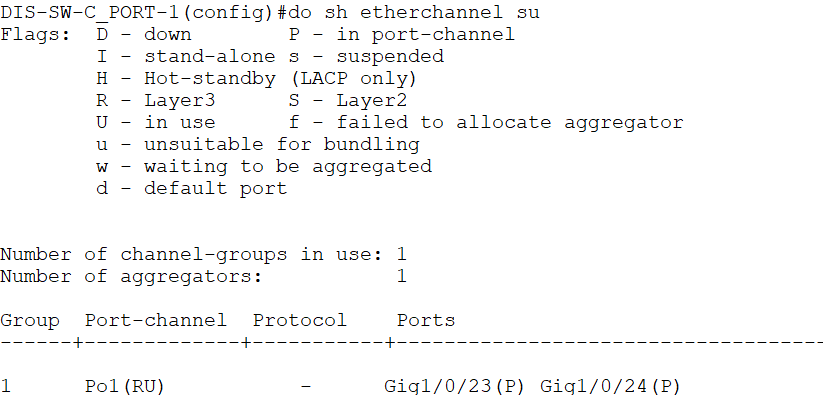 DIS-SW-C_PORT-1(config)#do sh etherchannel su
Flags:  D - down        P - in port-channel
        I - stand-alone s - suspended
        H - Hot-standby (LACP only)
        R - Layer3      S - Layer2
        U - in use      f - failed to allocate aggregator
        u - unsuitable for bundling
        w - waiting to be aggregated
        d - default port
Number of channel-groups in use: 1
Number of aggregators:           1
Group  Port-channel  Protocol    Ports
------+-------------+-----------+------------------------------------
1      Po1(RU)           -      Gig1/0/23(P) Gig1/0/24(P)